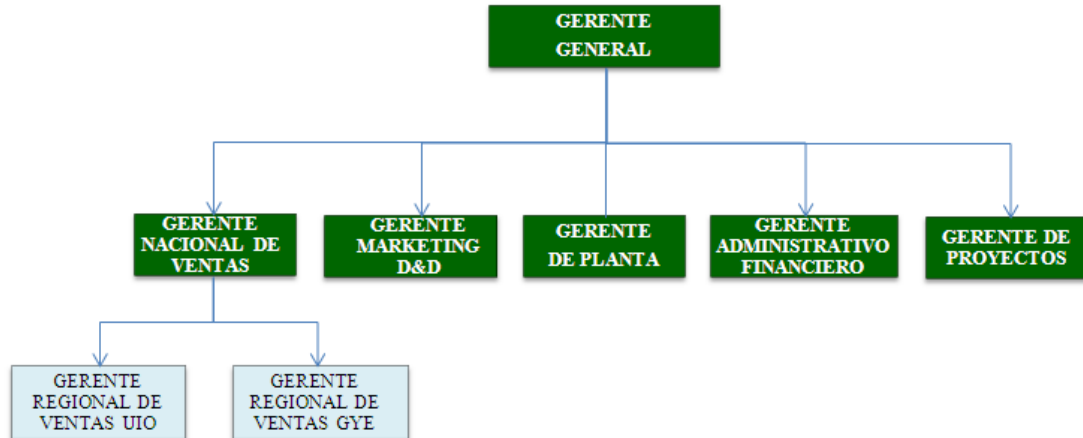 GERENTE
GENERAL
GERENTE
NACIONAL DE
VENTAS
GERENTE
MARKETING
D&D
GERENTE
DE PLANTA
GERENTE
ADMINISTRATIVO
FINANCIERO
GERENTE DE
PROYECTOS
GERENTE
REGIONAL DE
VENTAS UIO
GERENTE
REGIONAL DE
VENTAS GYE